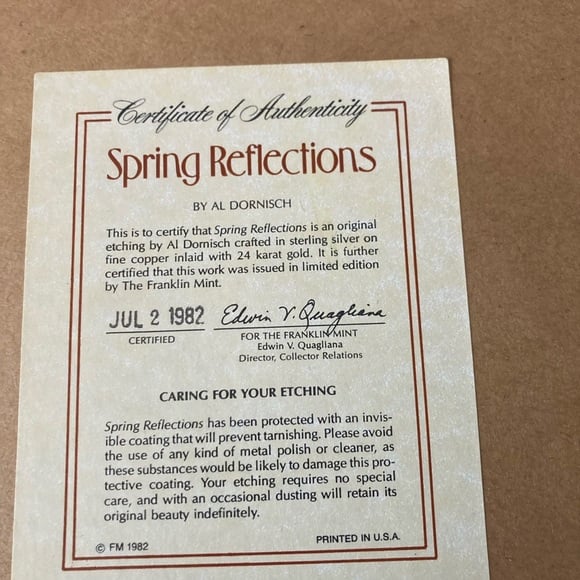 Certificate of Authenticity
Spring Reflections
BY AL DORNISCH
This is to certify that Spring Reflections is an original
etching by Al Dornisch crafted in sterling silver on
fine copper inlaid with 24 karat gold. It is further
certified that this work was issued in limited edition
by The Franklin Mint.
JUL 2 1982 Edwin V. Quagliana
CERTIFIED FOR THE FRANKLIN MINT
Edwin V. Quagliana
Director, Collector Relations
CARING FOR YOUR ETCHING
Spring Reflections has been protected with an invis-
ible coating that will prevent tarnishing. Please avoid
the use of any kind of metal polish or cleaner, as
these substances would be likely to damage this pro-
tective coating. Your etching requires no special
care, and with an occasional dusting will retain its
original beauty indefinitely.
© FM 1982 PRINTED IN U.S.A.